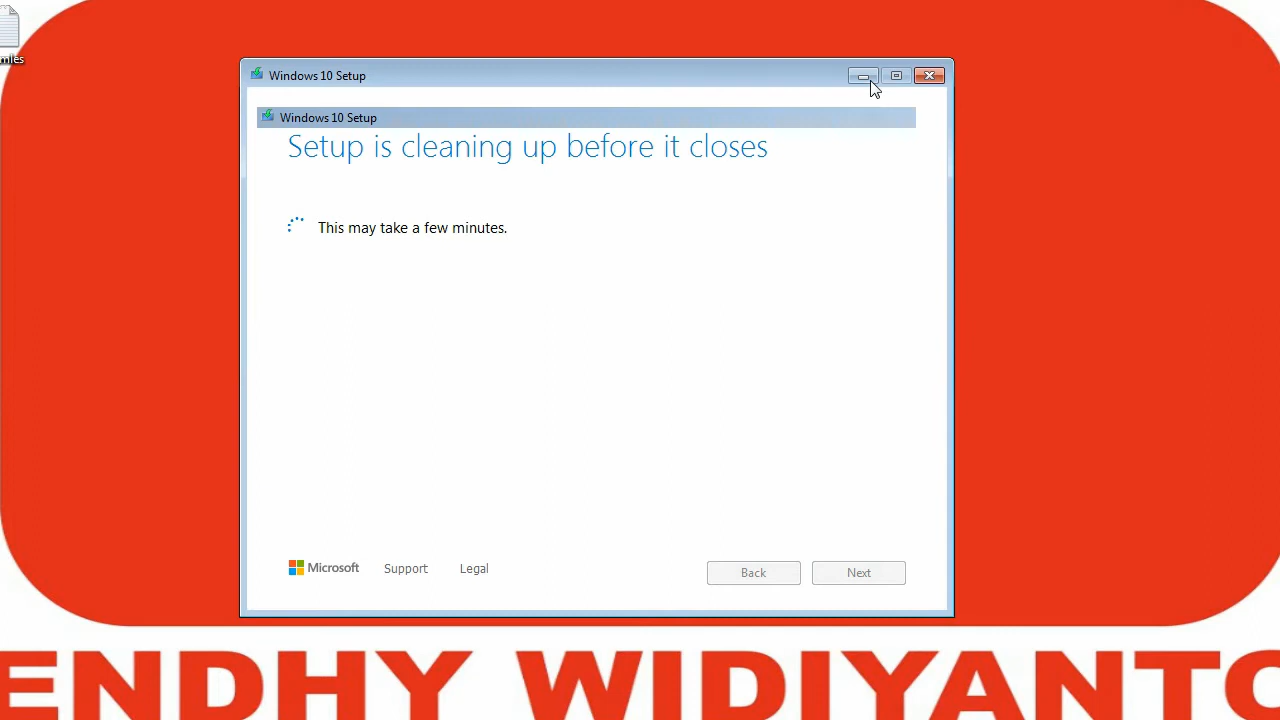 miles
Windows 10 Setup
Windows 10 Setup
Setup is cleaning up before it closes
This may take a few minutes.
Microsoft Support Legal
Back Next
ENDHY WIDIYANTO